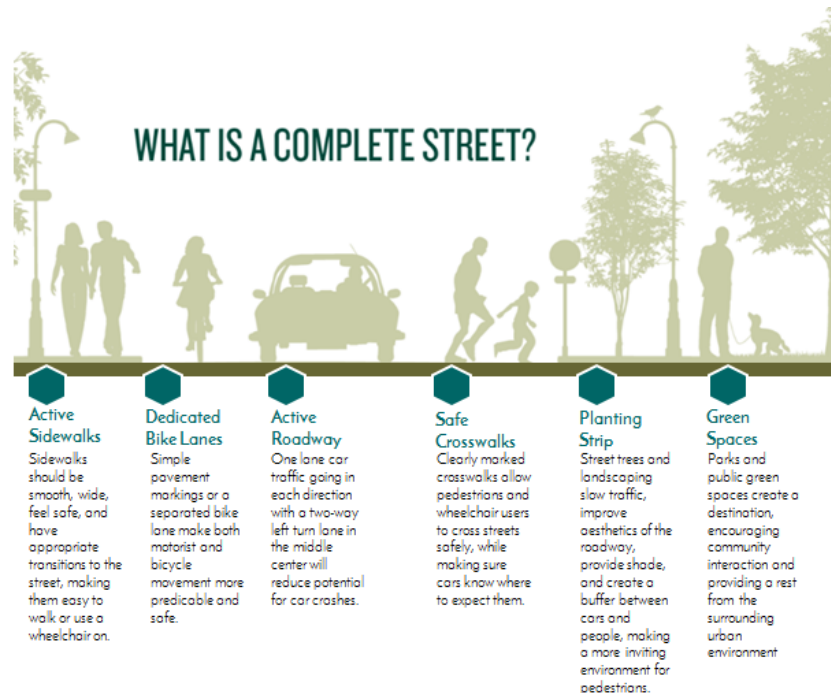 WHAT IS A COMPLETE STREET?
Active
Sidewalks
Sidewalks
should be
smooth, wide,
feel safe, and
have
appropriate
transitions to the
street, making
them easy to
walk or use a
wheelchair on.
Dedicated
Bike Lanes
Simple
pavement
markings or a
separated bike
lane make both
motorist and
bicycle
movement more
predicable and
safe.
Active
Roadway
One lane car
traffic going in
each direction
with a two-way
left turn lane in
the middle
center will
reduce potential
for car crashes.
Safe
Crosswalks
Clearly marked
crosswalks allow
pedestrians and
wheelchair users
to cross streets
safely, while
making sure
cars know where
to expect them.
Planting
Strip
Street trees and
landscaping
slow traffic,
improve
aesthetics of the
roadway,
provide shade,
and create a
buffer between
cars and
people, making
a more inviting
environment for
pedestrians.
Green
Spaces
Parks and
public green
spaces create a
destination,
encouraging
community
interaction and
providing a rest
from the
surrounding
urban
environment